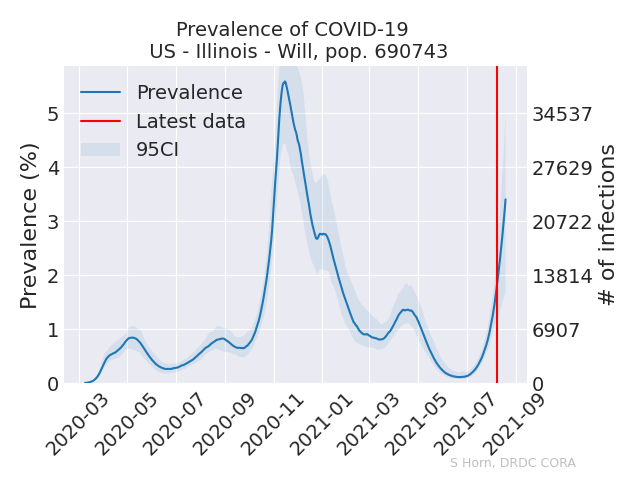 Prevalence of COVID-19
US - Illinois - Will, pop. 690743
Prevalence
Latest data
95CI
Prevalence (%)
5
4
3
2
1
0
34537
27629
20722
13814
6907
0
# of infections
2020-03
2020-05
2020-07
2020-09
2020-11
2021-01
2021-03
2021-05
2021-07
2021-09
S Horn, DRDC CORA